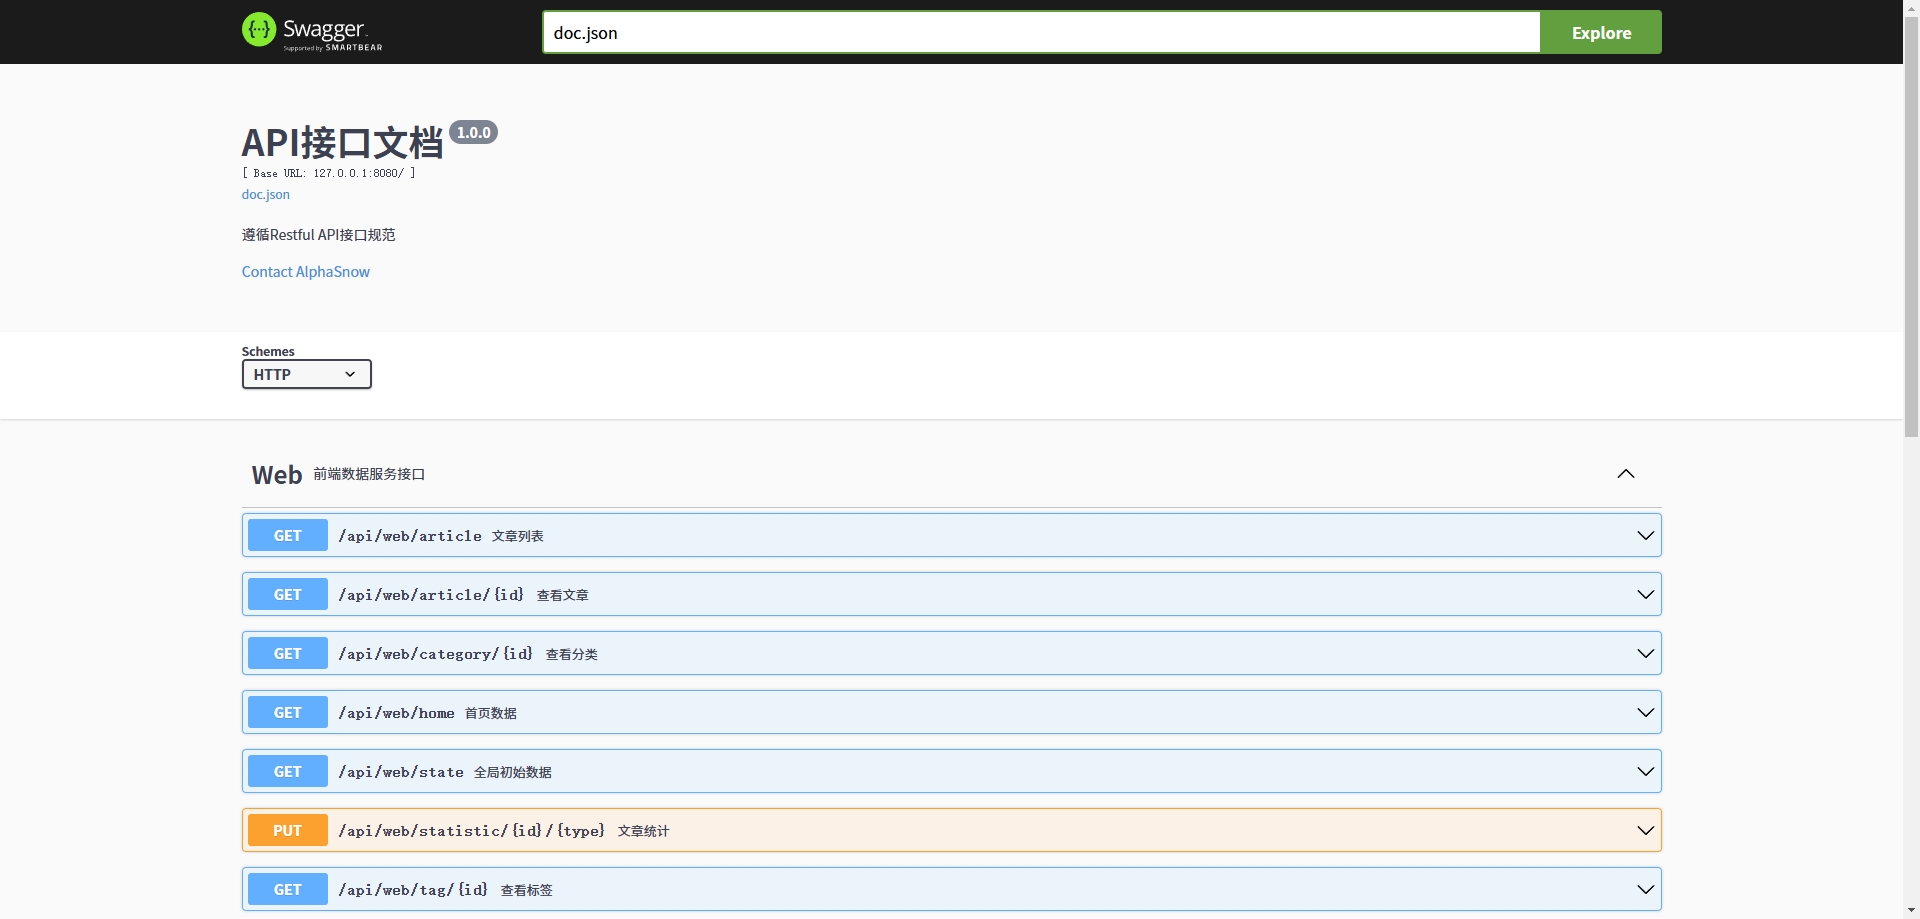 Swagger
Supported by SMARTBEAR
doc.json
Explore
API接口文档 1.0.0
[ Base URL: 127.0.0.1:8080/ ]
doc.json
遵循Restful API接口规范
Contact AlphaSnow
Schemes
HTTP
Web 前端数据服务接口
GET /api/web/article 文章列表
GET /api/web/article/{id} 查看文章
GET /api/web/category/{id} 查看分类
GET /api/web/home 首页数据
GET /api/web/state 全局初始数据
PUT /api/web/statistic/{id}/{type} 文章统计
GET /api/web/tag/{id} 查看标签